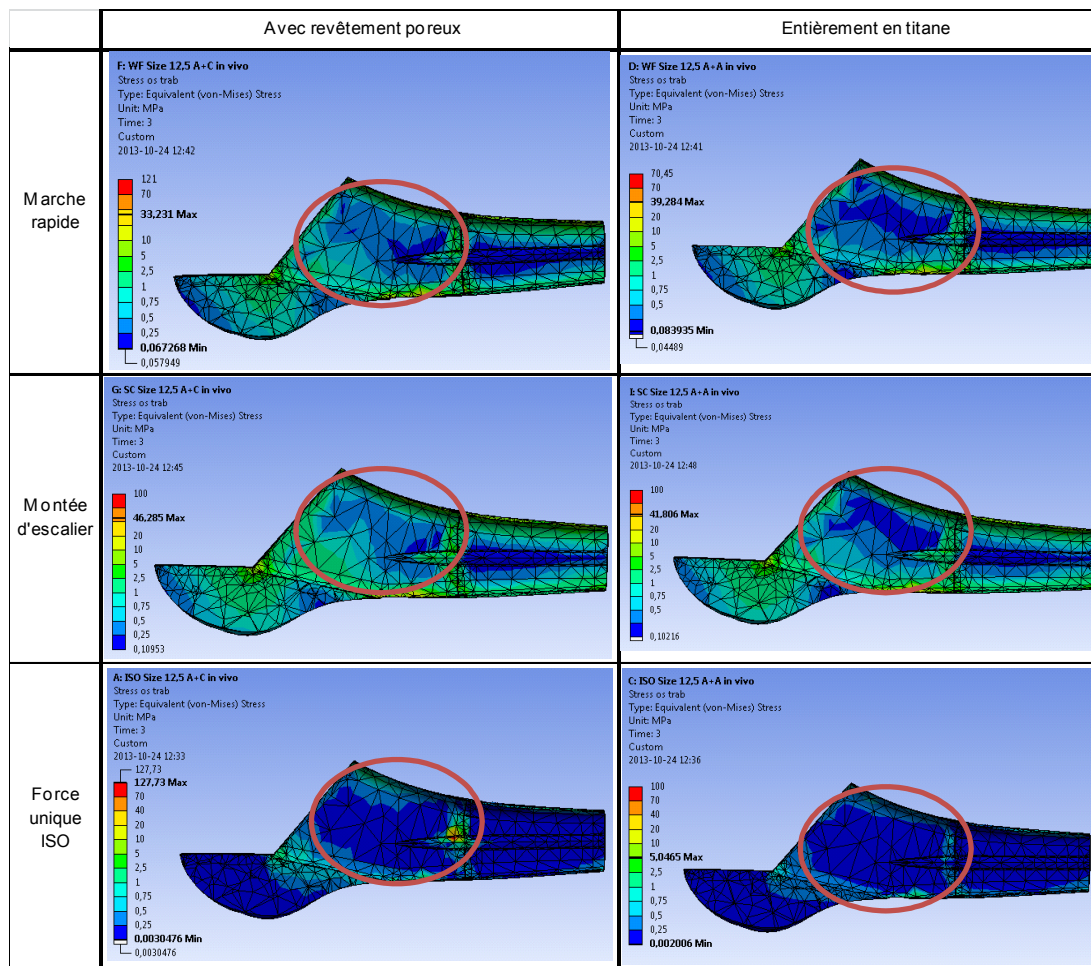 Avec revêtement poreux
Entièrement en titane
Marche
rapide
F: WF Size 12,5 A+C in vivo
Stress os trab
Type: Equivalent (von-Mises) Stress
Unit: MPa
Time: 3
Custom
2013-10-24 12:42
121
70
33,231 Max
20
10
5
2,5
1
0,75
0,5
0,25
0,067268 Min
0,057949
D: WF Size 12,5 A+A in vivo
Stress os trab
Type: Equivalent (von-Mises) Stress
Unit: MPa
Time: 3
Custom
2013-10-24 12:41
70,45
70
39,284 Max
20
10
5
2,5
1
0,75
0,5
0,083935 Min
0,04489
Montée
d'escalier
G: SC Size 12,5 A+C in vivo
Stress os trab
Type: Equivalent (von-Mises) Stress
Unit: MPa
Time: 3
Custom
2013-10-24 12:45
100
46,285 Max
20
10
5
2,5
1
0,75
0,5
0,25
0,10953
I: SC Size 12,5 A+A in vivo
Stress os trab
Type: Equivalent (von-Mises) Stress
Unit: MPa
Time: 3
Custom
2013-10-24 12:48
100
41,806 Max
20
10
5
2,5
1
0,75
0,5
0,10216
Force
unique
ISO
A: ISO Size 12,5 A+C in vivo
Stress os trab
Type: Equivalent (von-Mises) Stress
Unit: MPa
Time: 3
Custom
2013-10-24 12:33
127,73
127,73 Max
70
40
20
10
5
2,5
1
0,75
0,5
0,25
0,0030476 Min
0,0030476
C: ISO Size 12,5 A+A in vivo
Stress os trab
Type: Equivalent (von-Mises) Stress
Unit: MPa
Time: 3
Custom
2013-10-24 12:36
100
70
40
20
10
5,0465 Max
2,5
1
0,75
0,5
0,25
0,002006 Min